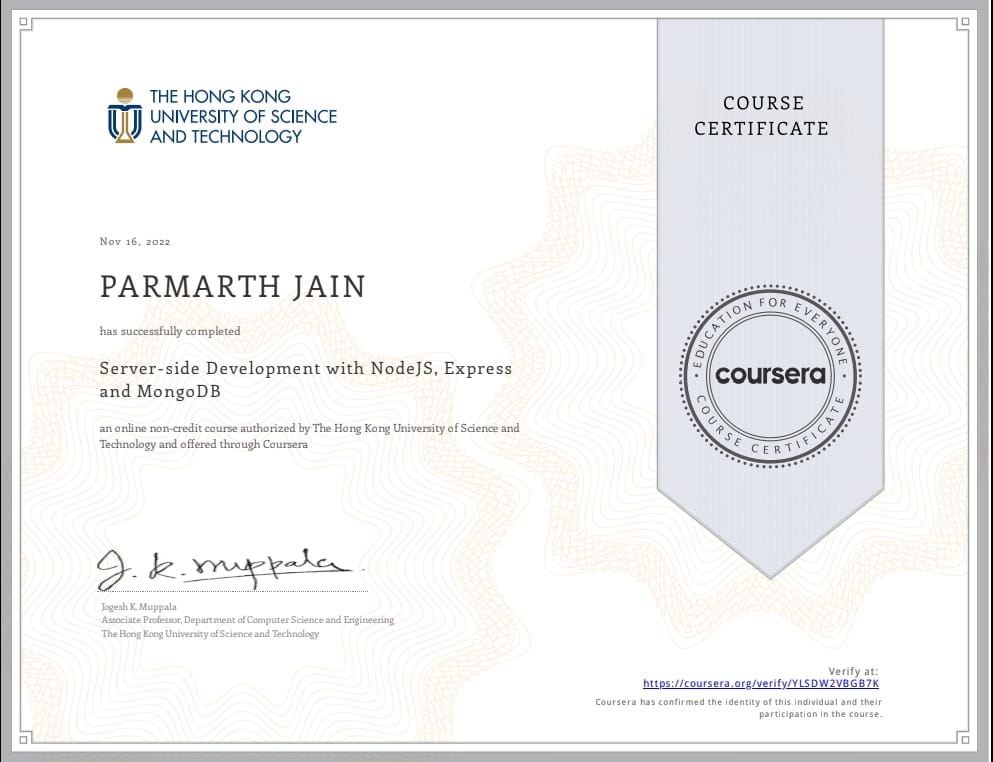 THE HONG KONG
UNIVERSITY OF SCIENCE
AND TECHNOLOGY
COURSE
CERTIFICATE
Nov 16, 2022
PARMARTH JAIN
has successfully completed
Server-side Development with NodeJS, Express
and MongoDB
an online non-credit course authorized by The Hong Kong University of Science and
Technology and offered through Coursera
EDUCATION FOR EVERYONE
coursera
COURSE CERTIFICATE
J. K. Muppala
Jogesh K. Muppala
Associate Professor, Department of Computer Science and Engineering
The Hong Kong University of Science and Technology
Verify at:
https://coursera.org/verify/YLSDW2VBGB7K
Coursera has confirmed the identity of this individual and their
participation in the course.